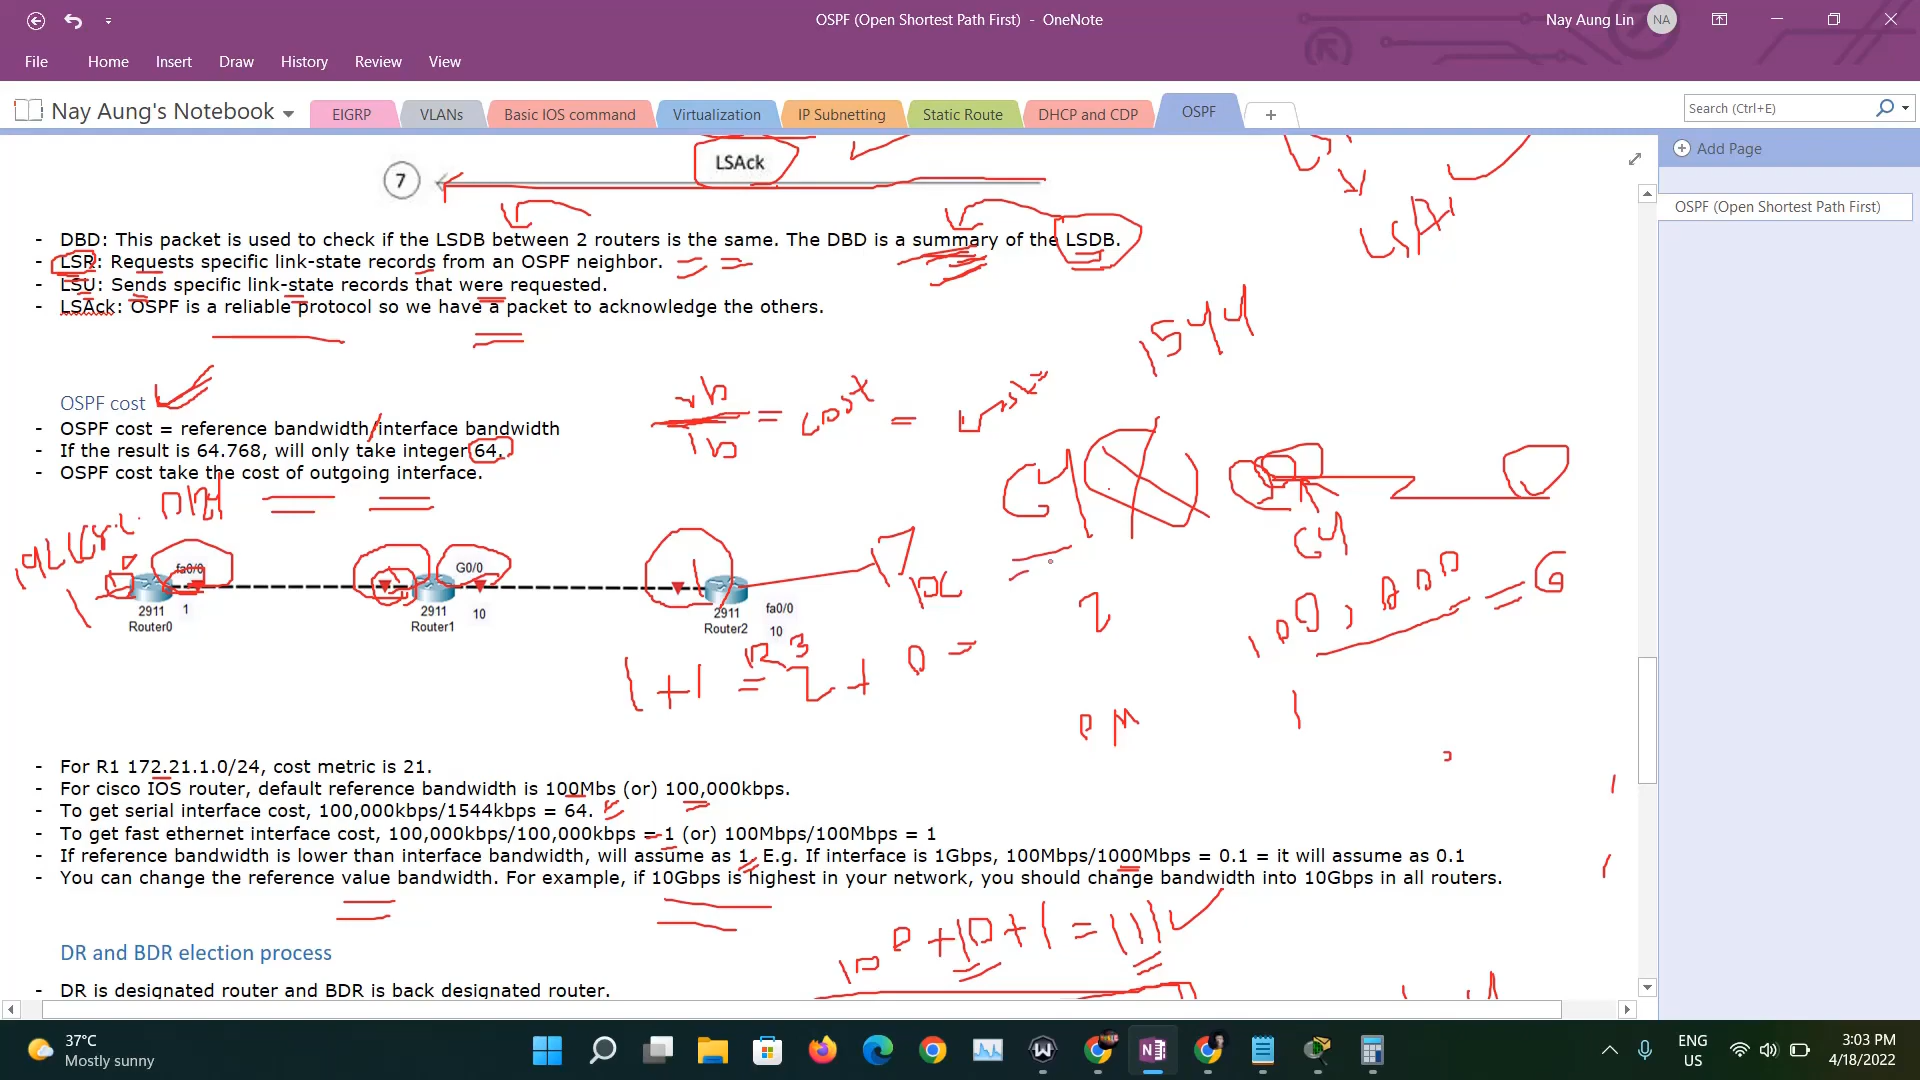 OSPF (Open Shortest Path First) - OneNote
Nay Aung Lin
NA
File Home Insert Draw History Review View
Nay Aung's Notebook
EIGRP VLANs Basic IOS command Virtualization IP Subnetting Static Route DHCP and CDP OSPF +
Search (Ctrl+E)
Add Page
OSPF (Open Shortest Path First)
LSAck
7
- DBD: This packet is used to check if the LSDB between 2 routers is the same. The DBD is a summary of the LSDB.
- LSR: Requests specific link-state records from an OSPF neighbor.
- LSU: Sends specific link-state records that were requested.
- LSAck: OSPF is a reliable protocol so we have a packet to acknowledge the others.
1544
OSPF cost
= cost =
- OSPF cost = reference bandwidth/interface bandwidth
- If the result is 64.768, will only take integer 64.
- OSPF cost take the cost of outgoing interface.
64
fa0/0
G0/0
2911
1
Router0
2911
10
Router1
2911
Router2
fa0/0
10
1+1 = 2 +
- For R1 172.21.1.0/24, cost metric is 21.
- For cisco IOS router, default reference bandwidth is 100Mbs (or) 100,000kbps.
- To get serial interface cost, 100,000kbps/1544kbps = 64.
- To get fast ethernet interface cost, 100,000kbps/100,000kbps = 1 (or) 100Mbps/100Mbps = 1
- If reference bandwidth is lower than interface bandwidth, will assume as 1. E.g. If interface is 1Gbps, 100Mbps/1000Mbps = 0.1 = it will assume as 0.1
- You can change the reference value bandwidth. For example, if 10Gbps is highest in your network, you should change bandwidth into 10Gbps in all routers.
100+10+1=111
DR and BDR election process
- DR is designated router and BDR is back designated router.
37°C
Mostly sunny
ENG
US
3:03 PM
4/18/2022